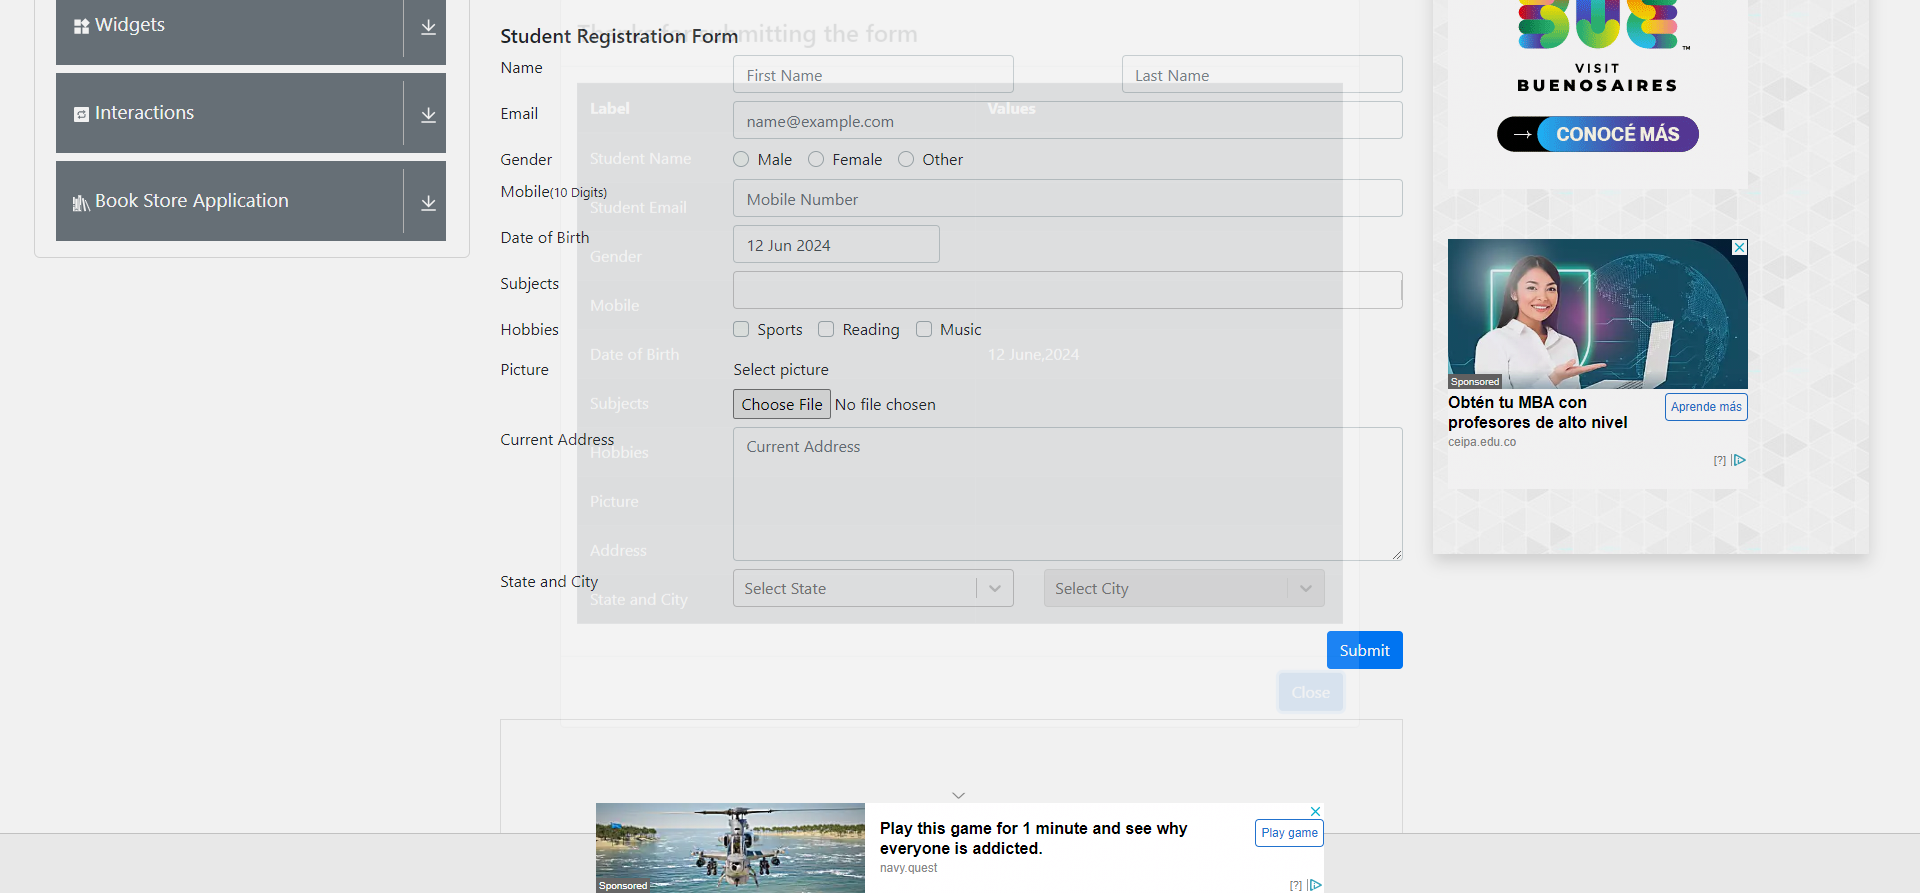 Widgets
Interactions
Book Store Application
Thanks for submitting the form
Student Registration Form
Name
First Name
Last Name
Label
Values
Email
name@example.com
Student Name
Gender
Male
Female
Other
Mobile(10 Digits)
Mobile Number
Student Email
Date of Birth
12 Jun 2024
Gender
Subjects
Mobile
Hobbies
Sports
Reading
Music
Date of Birth
12 June,2024
Picture
Select picture
Subjects
Choose File
No file chosen
Current Address
Current Address
Hobbies
Picture
Address
State and City
Select State
Select City
State and City
Submit
Close
BUE
™
VISIT
BUENOSAIRES
→ CONOCÉ MÁS
Sponsored
Obtén tu MBA con
profesores de alto nivel
Aprende más
ceipa.edu.co
[?]
Play this game for 1 minute and see why
everyone is addicted.
Play game
navy.quest
Sponsored
[?]